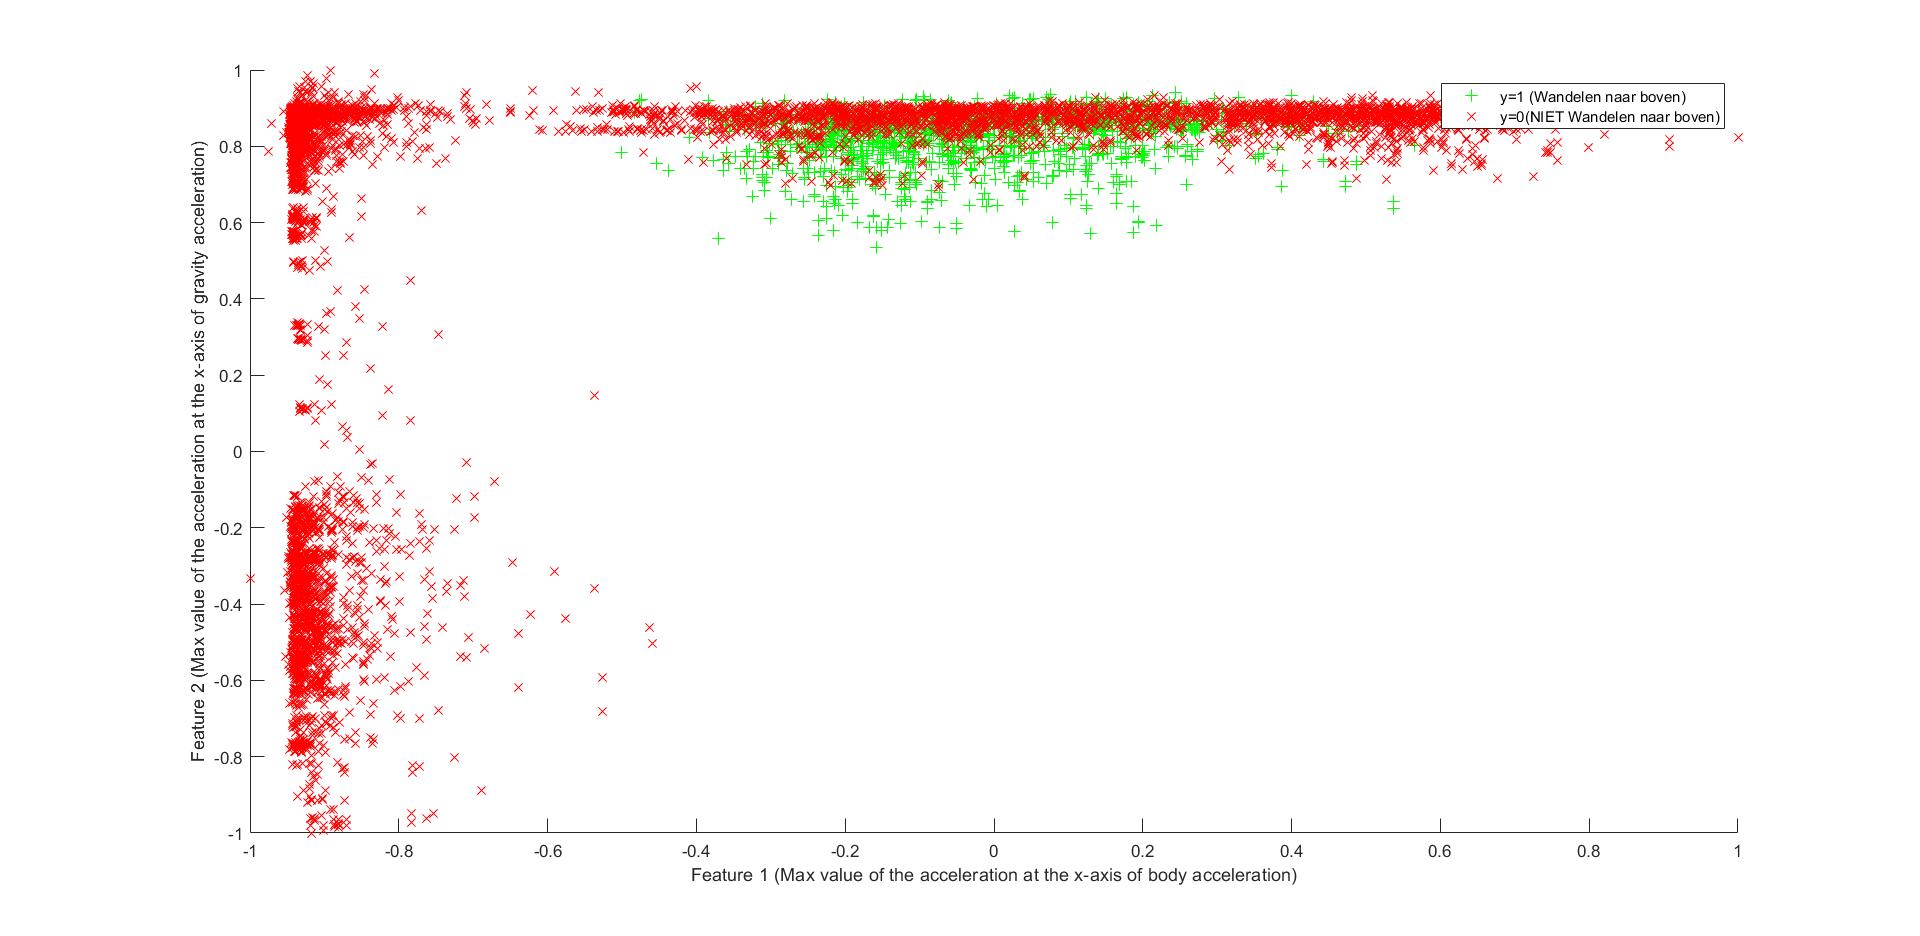 1
0.8
0.6
0.4
0.2
0
-0.2
-0.4
-0.6
-0.8
-1
Feature 2 (Max value of the acceleration at the x-axis of gravity acceleration)
y=1 (Wandelen naar boven)
y=0(NIET Wandelen naar boven)
-1 -0.8 -0.6 -0.4 -0.2 0 0.2 0.4 0.6 0.8 1
Feature 1 (Max value of the acceleration at the x-axis of body acceleration)